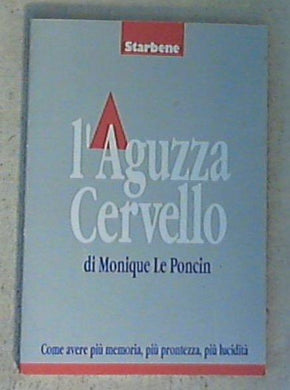 Starbene
l'Aguzza
Cervello
di Monique Le Poncin
Come avere più memoria, più prontezza, più lucidità